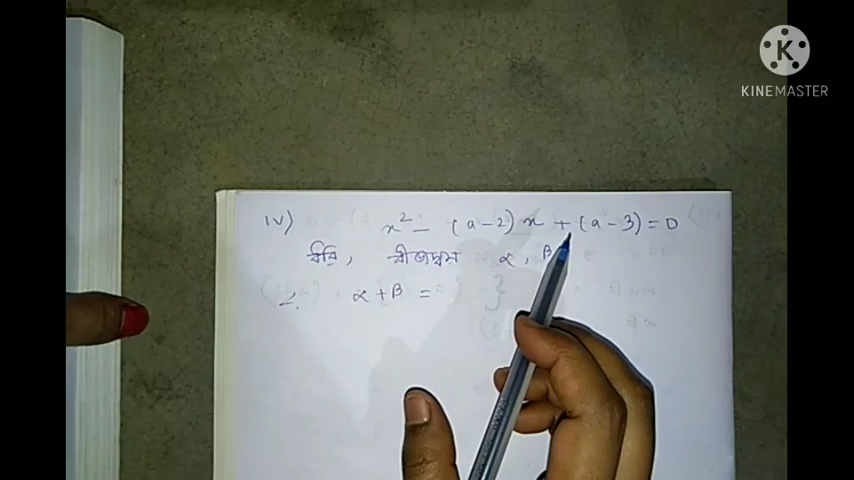 KINEMASTER
iv) x² - (a-2)x + (a-3) = 0
ধরি, বীজদ্বয় α, β
∴ α + β =